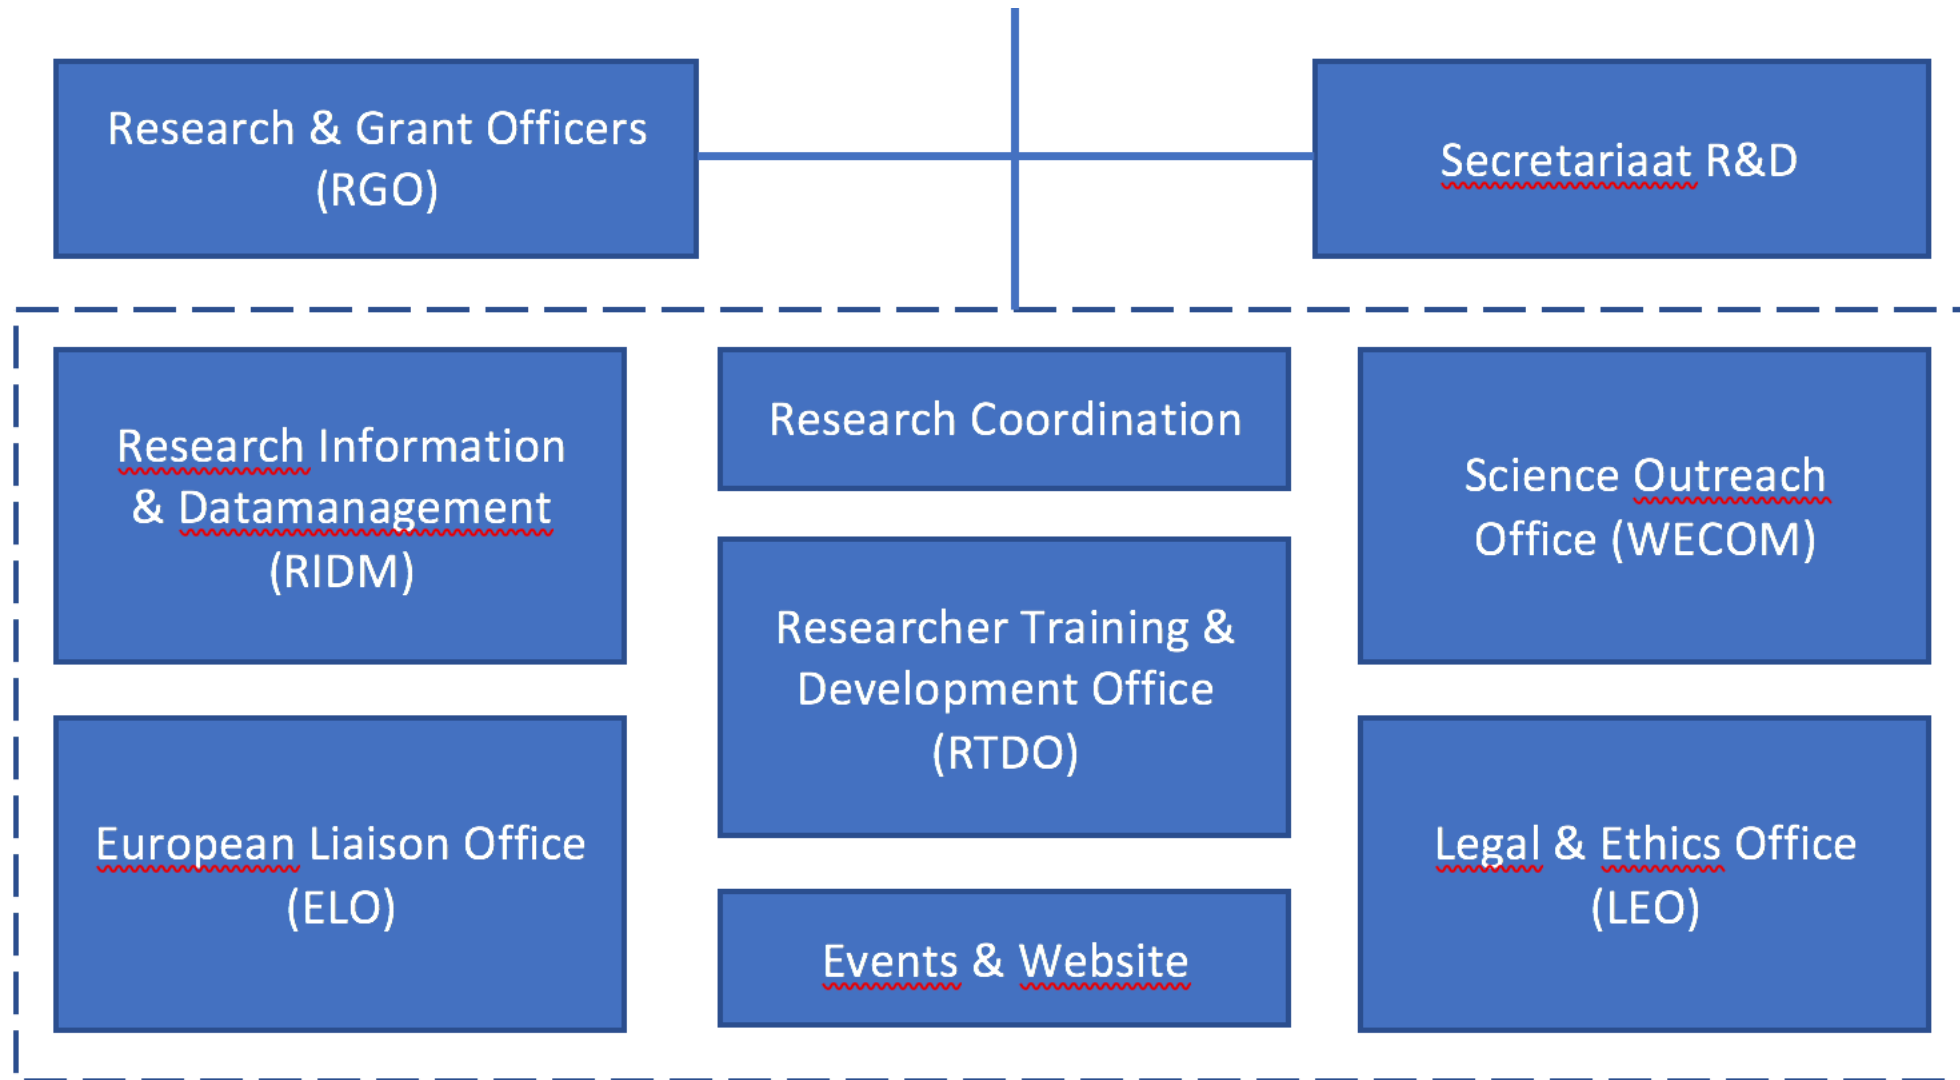 Research & Grant Officers
(RGO)
Secretariaat R&D
Research Information
& Datamanagement
(RIDM)
Research Coordination
Science Outreach
Office (WECOM)
Researcher Training &
Development Office
(RTDO)
European Liaison Office
(ELO)
Legal & Ethics Office
(LEO)
Events & Website